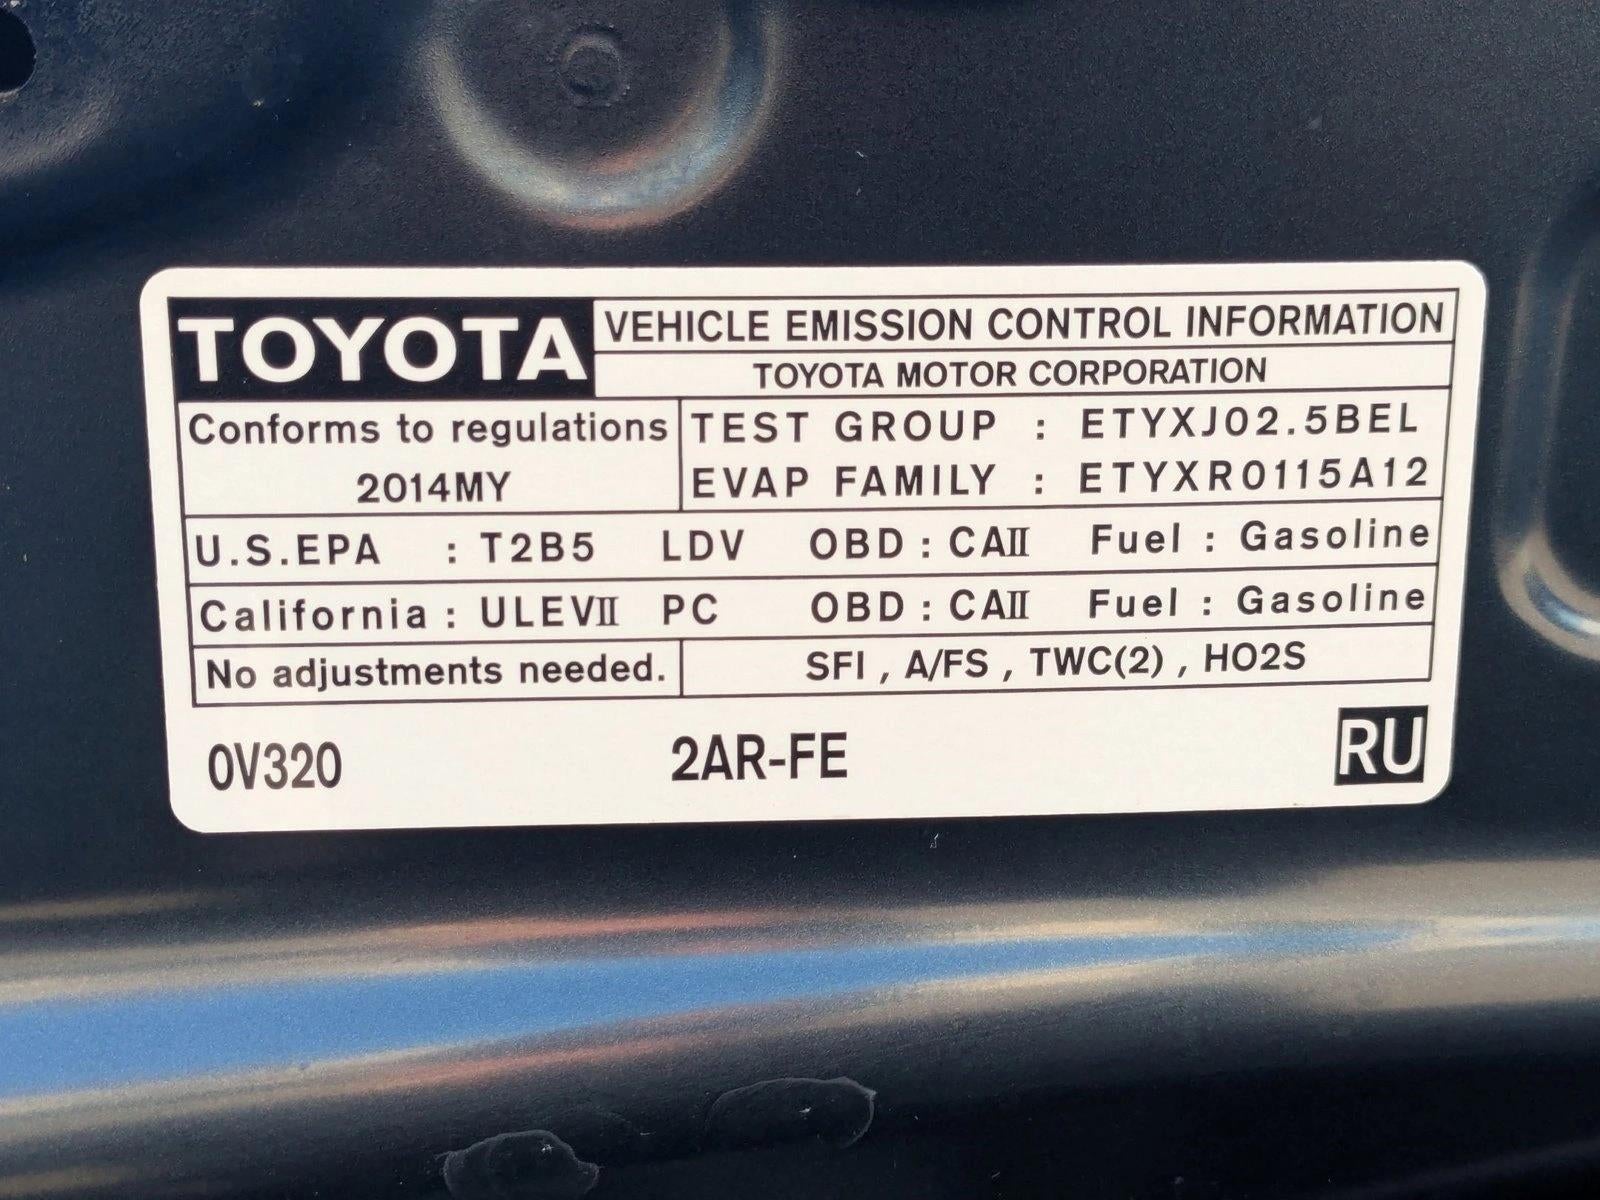 TOYOTA
VEHICLE EMISSION CONTROL INFORMATION
TOYOTA MOTOR CORPORATION
Conforms to regulations
2014MY
TEST GROUP : ETYXJ02.5BEL
EVAP FAMILY : ETYXR0115A12
U.S.EPA : T2B5 LDV OBD : CAⅡ Fuel : Gasoline
California : ULEVⅡ PC OBD : CAⅡ Fuel : Gasoline
No adjustments needed. SFI , A/FS , TWC(2) , HO2S
0V320 2AR-FE RU